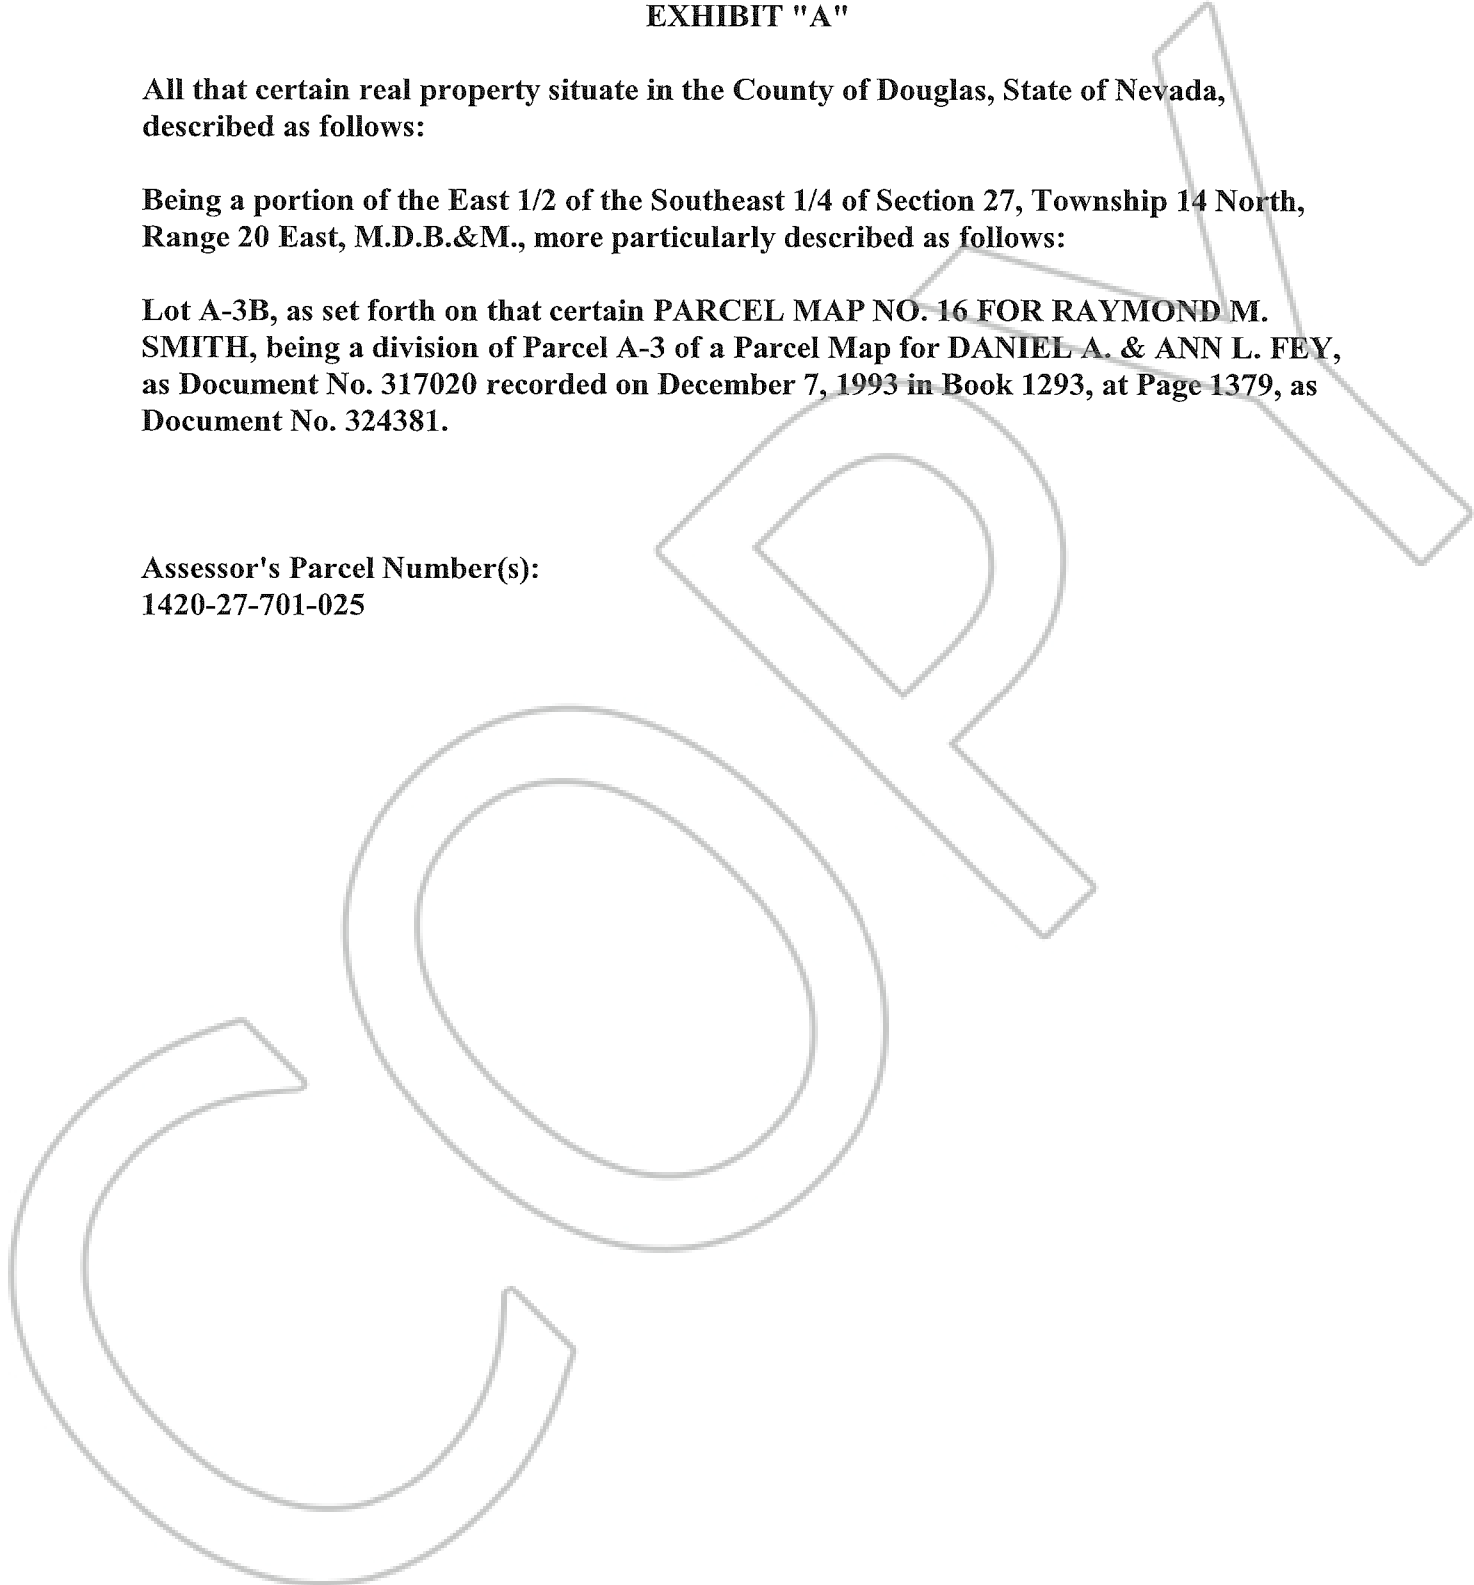 EXHIBIT "A"
All that certain real property situate in the County of Douglas, State of Nevada,
described as follows:
Being a portion of the East 1/2 of the Southeast 1/4 of Section 27, Township 14 North,
Range 20 East, M.D.B.&M., more particularly described as follows:
Lot A-3B, as set forth on that certain PARCEL MAP NO. 16 FOR RAYMOND M.
SMITH, being a division of Parcel A-3 of a Parcel Map for DANIEL A. & ANN L. FEY,
as Document No. 317020 recorded on December 7, 1993 in Book 1293, at Page 1379, as
Document No. 324381.
Assessor's Parcel Number(s):
1420-27-701-025
COPY